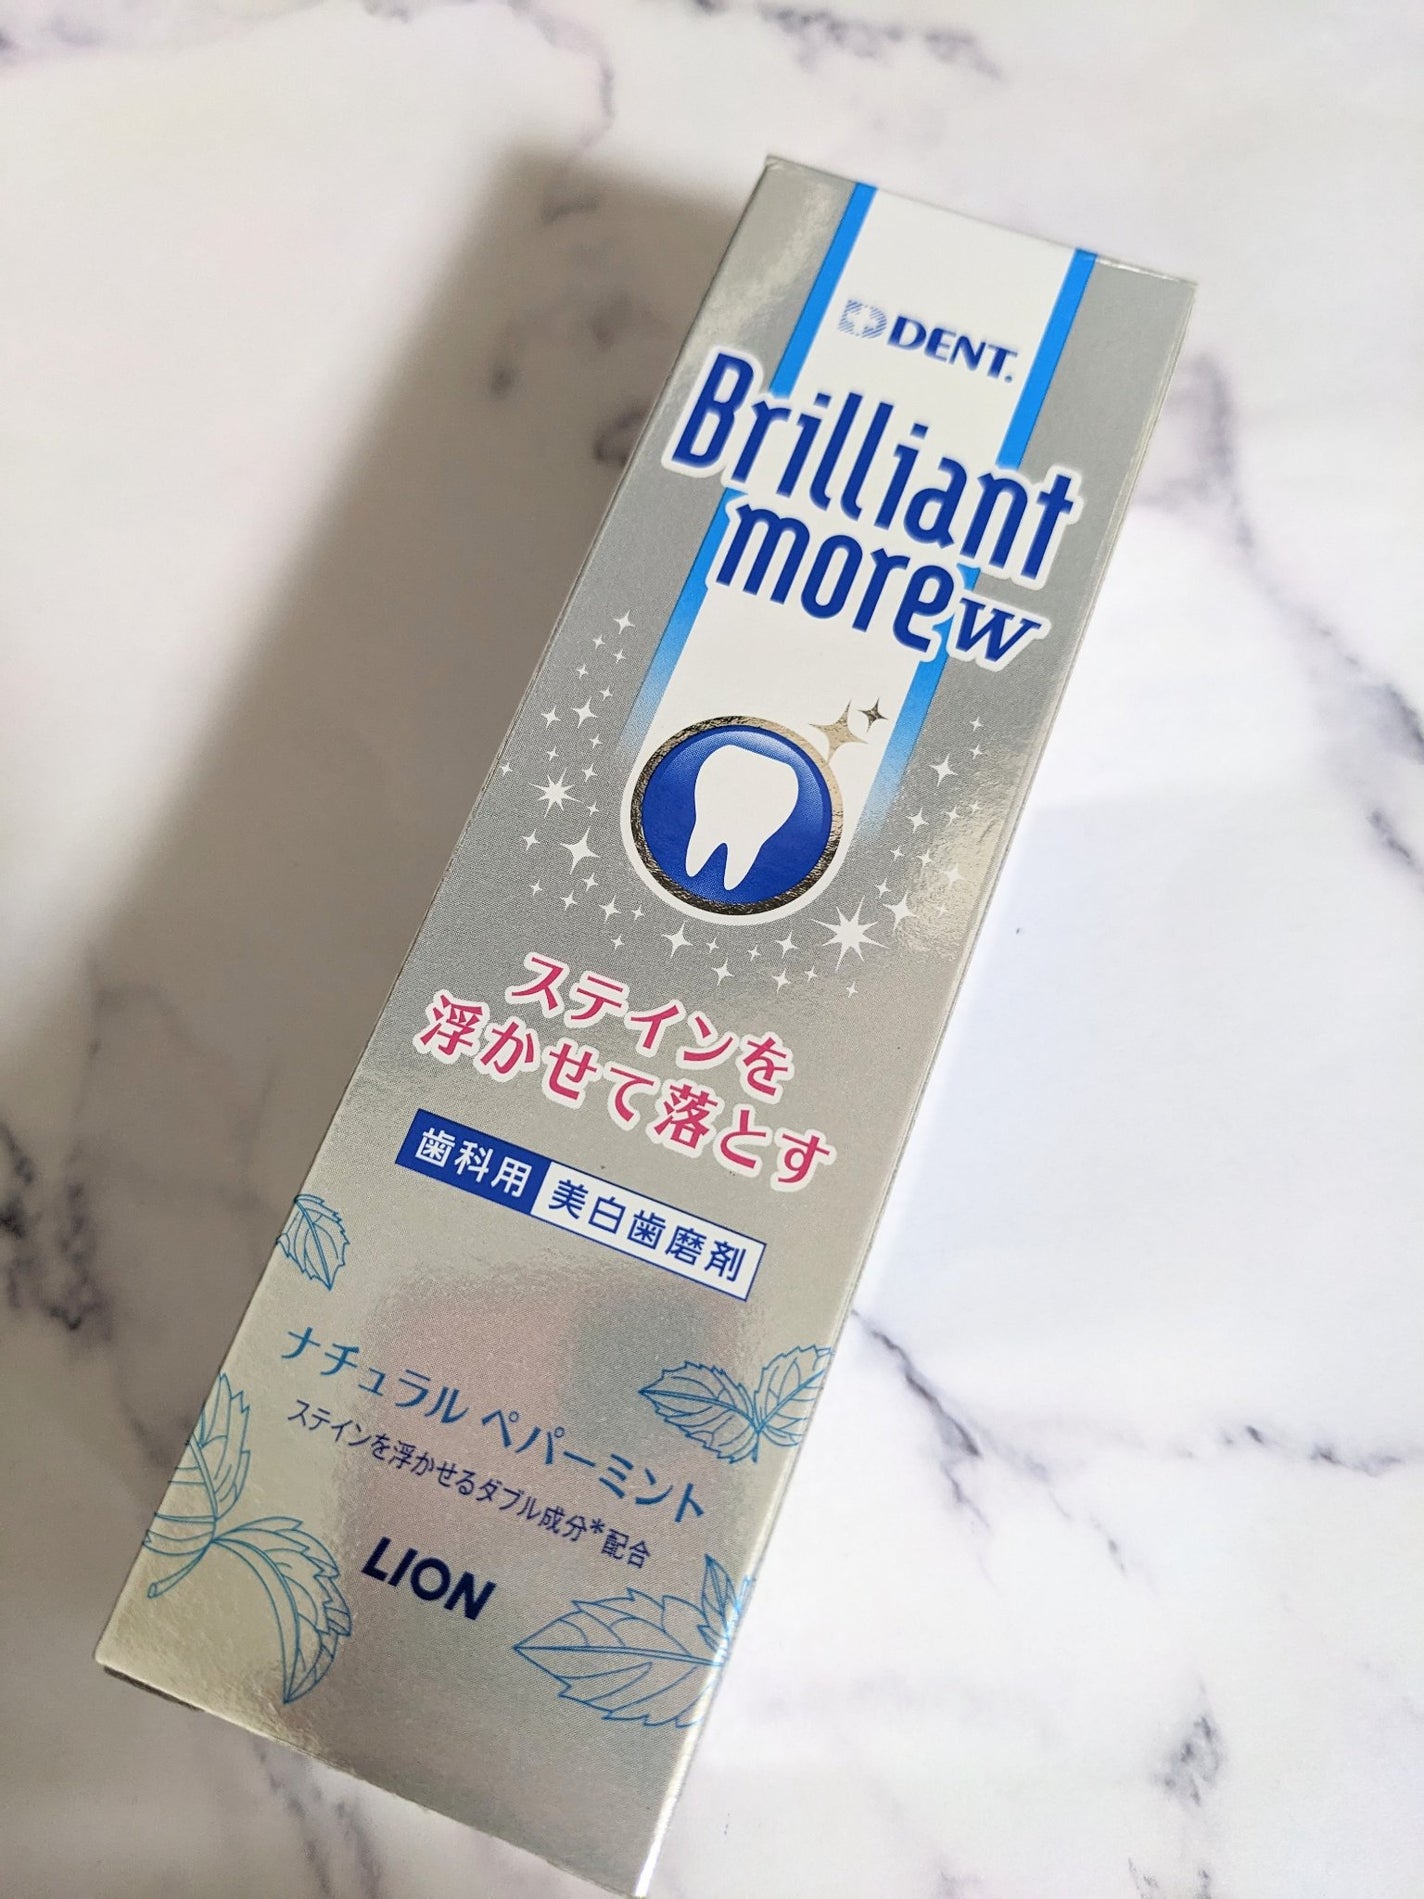 DENT.
Brilliant
more W
ステインを
浮かせて落とす
歯科用 美白歯磨剤
ナチュラル ペパーミント
ステインを浮かせるダブル成分*配合
LION